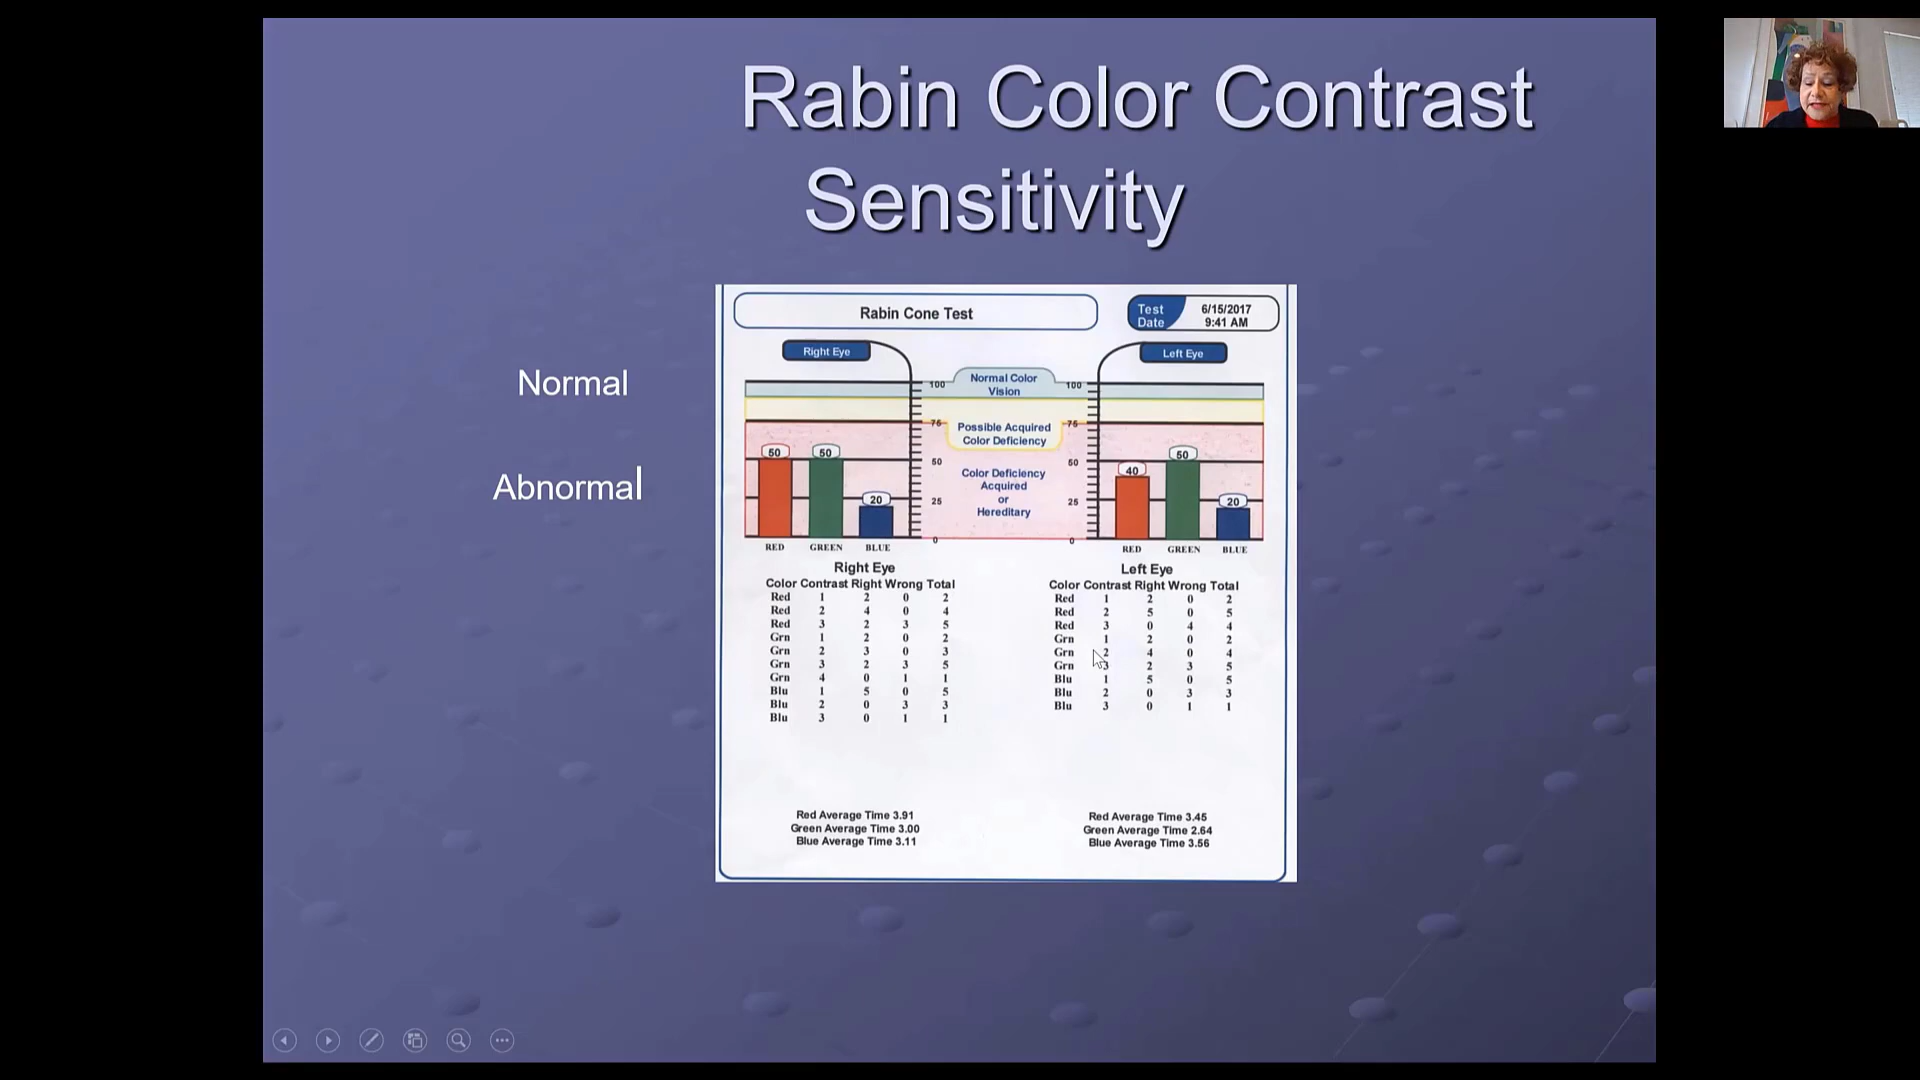 Rabin Color Contrast
Sensitivity
Normal
Abnormal
Rabin Cone Test
Test
Date
6/15/2017
9:41 AM
Right Eye
Left Eye
100
Normal Color
Vision
100
75
Possible Acquired
Color Deficiency
75
50
Color Deficiency
Acquired
or
Hereditary
50
25
25
0
0
50
50
20
40
50
20
RED GREEN BLUE
RED GREEN BLUE
Right Eye
Color Contrast Right Wrong Total
Red 1 2 0 2
Red 2 4 0 4
Red 3 2 3 5
Grn 1 2 0 2
Grn 2 3 0 3
Grn 3 2 3 5
Grn 4 0 1 1
Blu 1 5 0 5
Blu 2 0 3 3
Blu 3 0 1 1
Left Eye
Color Contrast Right Wrong Total
Red 1 2 0 2
Red 2 5 0 5
Red 3 0 4 4
Grn 1 2 0 2
Grn 2 4 0 4
Grn 3 2 3 5
Blu 1 5 0 5
Blu 2 0 3 3
Blu 3 0 1 1
Red Average Time 3.91
Green Average Time 3.00
Blue Average Time 3.11
Red Average Time 3.45
Green Average Time 2.64
Blue Average Time 3.56